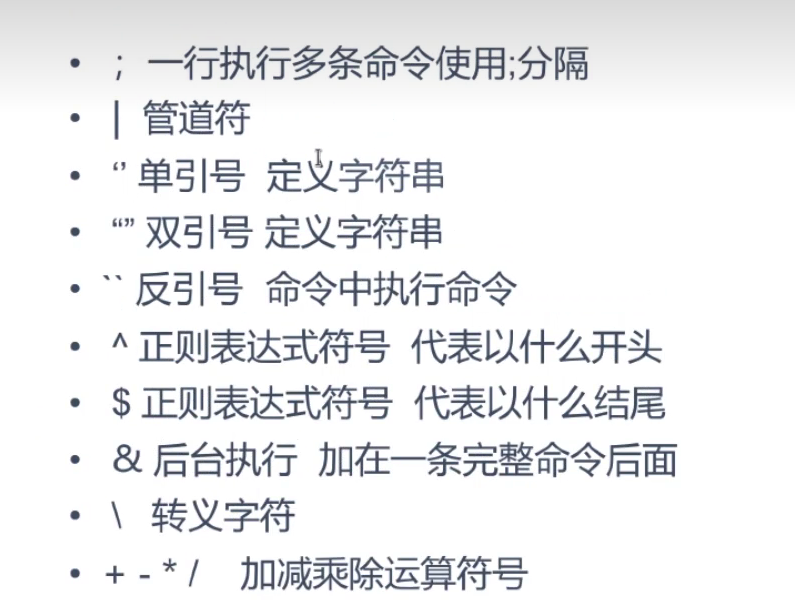 • ; 一行执行多条命令使用;分隔
• | 管道符
• ‘’ 单引号 定义字符串
• “” 双引号 定义字符串
• `` 反引号 命令中执行命令
• ^ 正则表达式符号 代表以什么开头
• $ 正则表达式符号 代表以什么结尾
• & 后台执行 加在一条完整命令后面
• \ 转义字符
• + - * / 加减乘除运算符号